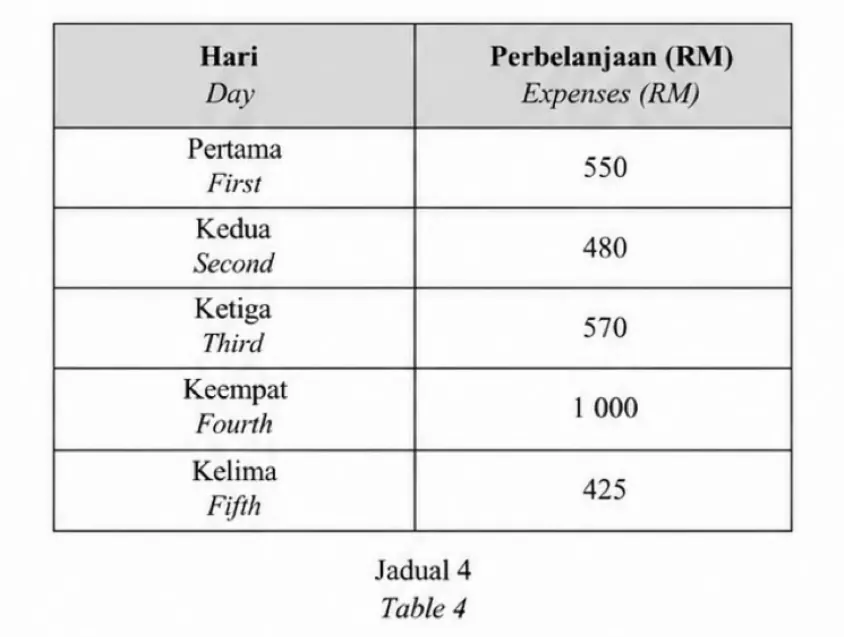 Hari
Day
Perbelanjaan (RM)
Expenses (RM)
Pertama
First
550
Kedua
Second
480
Ketiga
Third
570
Keempat
Fourth
1 000
Kelima
Fifth
425
Jadual 4
Table 4